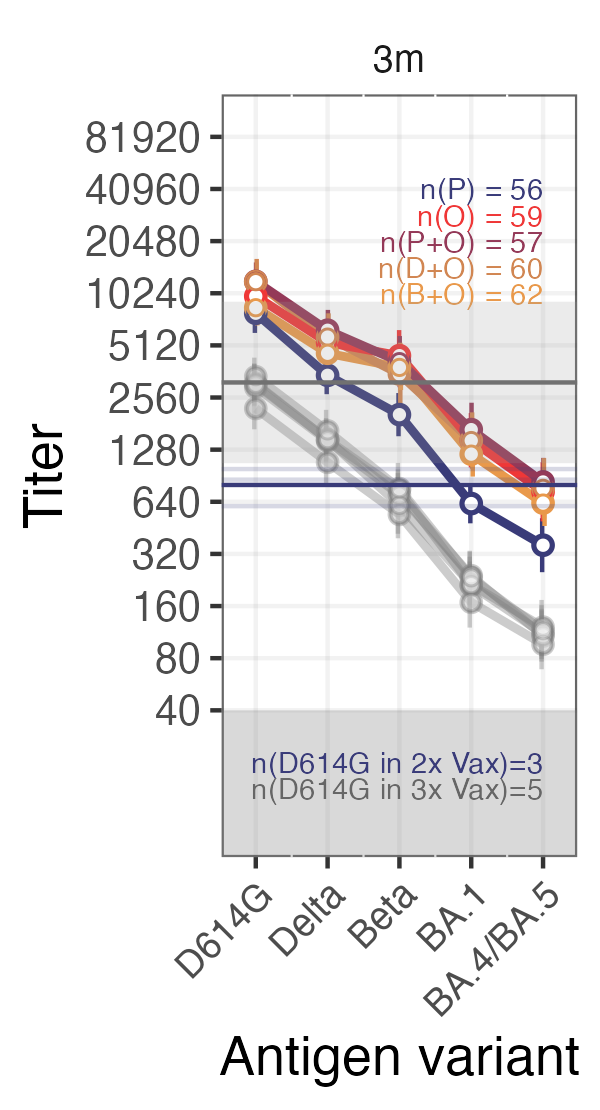 3m
81920
40960
20480
10240
5120
2560
1280
640
320
160
80
40
Titer
n(P) = 56
n(O) = 59
n(P+O) = 57
n(D+O) = 60
n(B+O) = 62
n(D614G in 2x Vax)=3
n(D614G in 3x Vax)=5
D614G
Delta
Beta
BA.1
BA.4/BA.5
Antigen variant